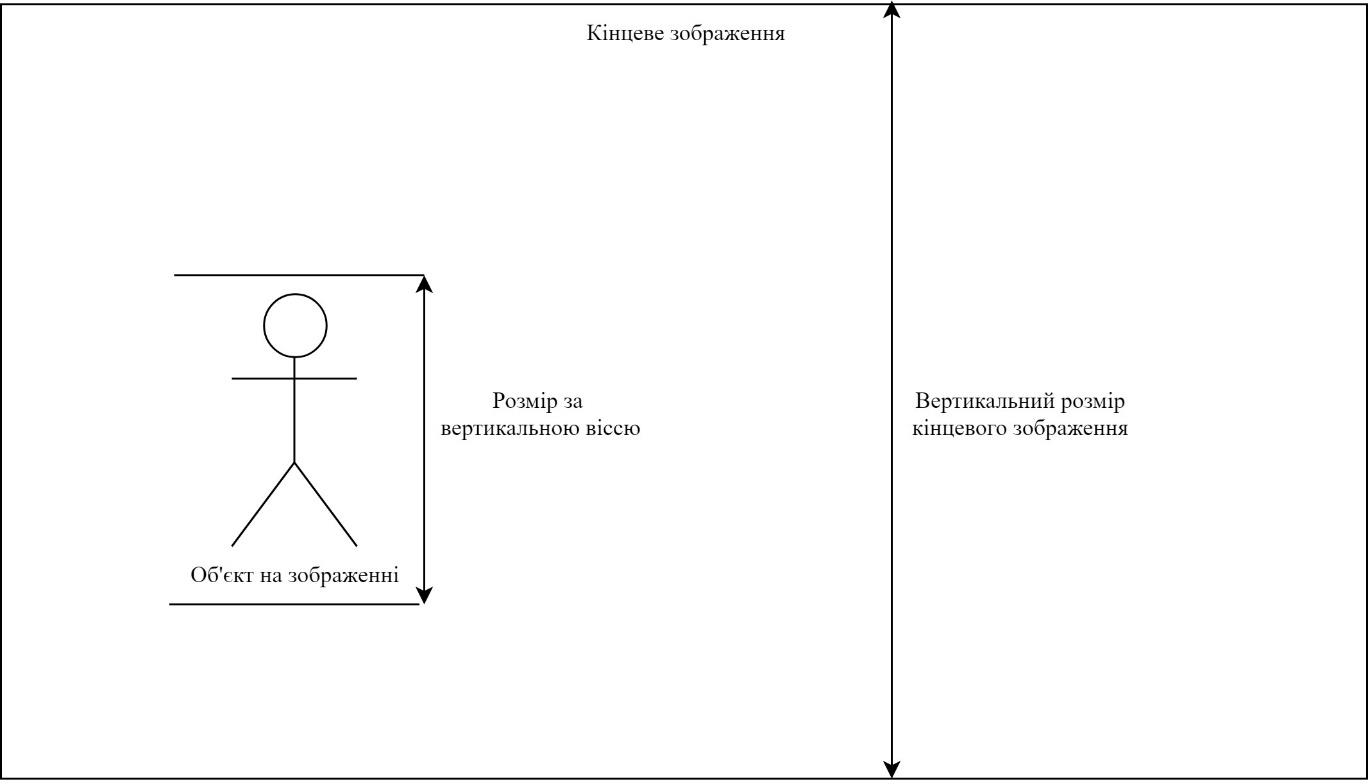 Кінцеве зображення
Розмір за
вертикальною віссю
Вертикальний розмір
кінцевого зображення
Об'єкт на зображенні